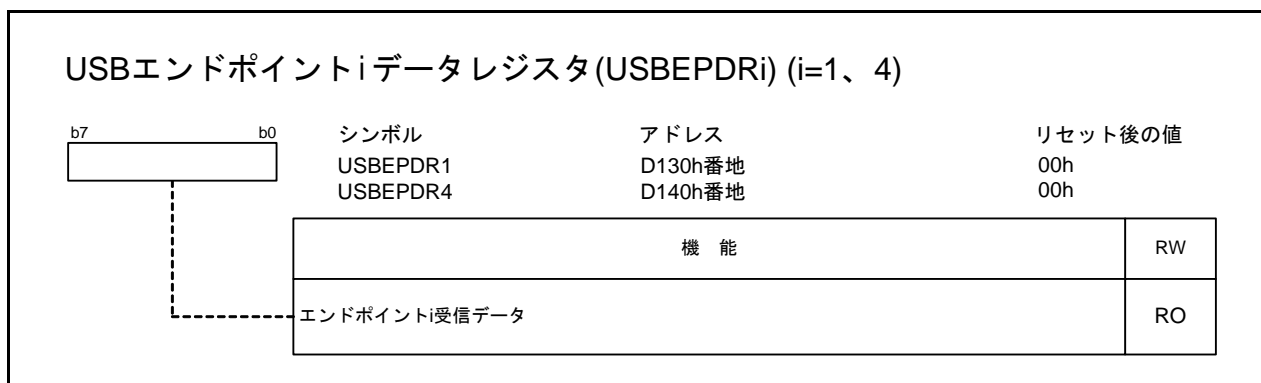 USBエンドポイントiデータレジスタ(USBEPDRi) (i=1、4)
b7 b0 シンボル アドレス リセット後の値
USBEPDR1 D130h番地 00h
USBEPDR4 D140h番地 00h
機　能 RW
エンドポイントi受信データ RO